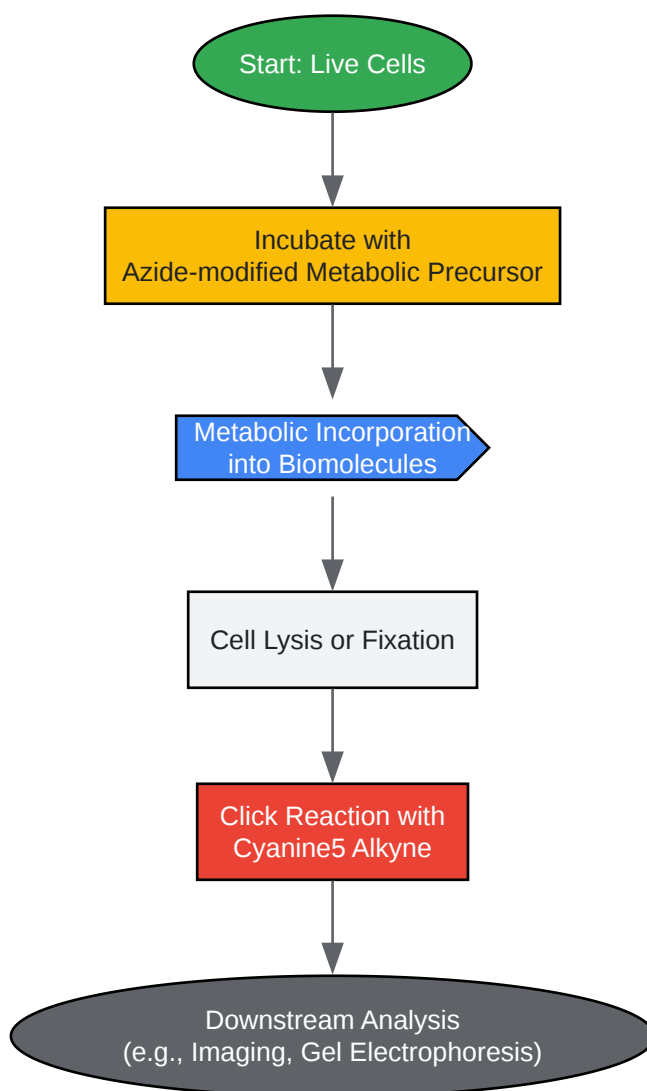 Start: Live Cells
Incubate with
Azide-modified Metabolic Precursor
Metabolic Incorporation
into Biomolecules
Cell Lysis or Fixation
Click Reaction with
Cyanine5 Alkyne
Downstream Analysis
(e.g., Imaging, Gel Electrophoresis)